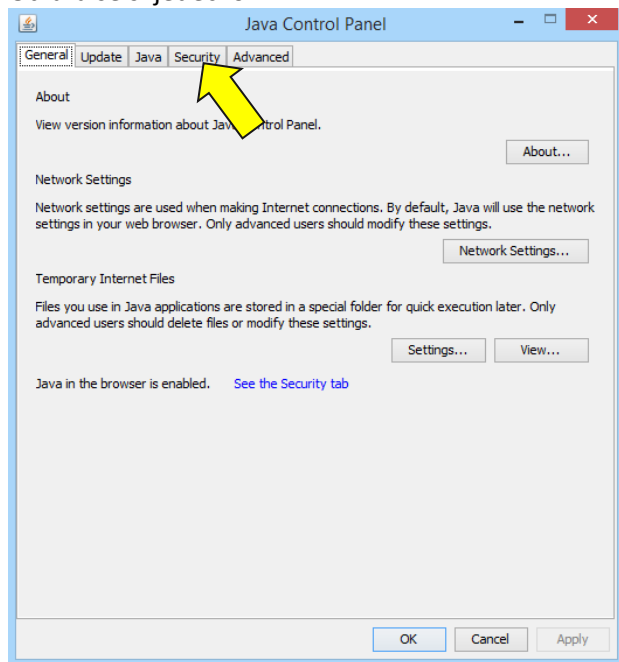 Java Control Panel
General Update Java Security Advanced
About
View version information about Java Control Panel.
About...
Network Settings
Network settings are used when making Internet connections. By default, Java will use the network
settings in your web browser. Only advanced users should modify these settings.
Network Settings...
Temporary Internet Files
Files you use in Java applications are stored in a special folder for quick execution later. Only
advanced users should delete files or modify these settings.
Settings... View...
Java in the browser is enabled. See the Security tab
OK Cancel Apply